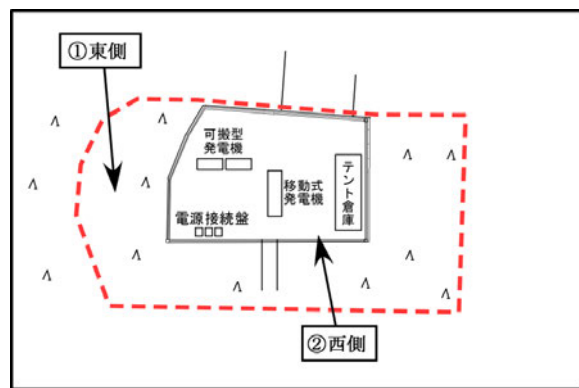 ①東側
可搬型
発電機
移動式
発電機
テント倉庫
電源接続盤
②西側